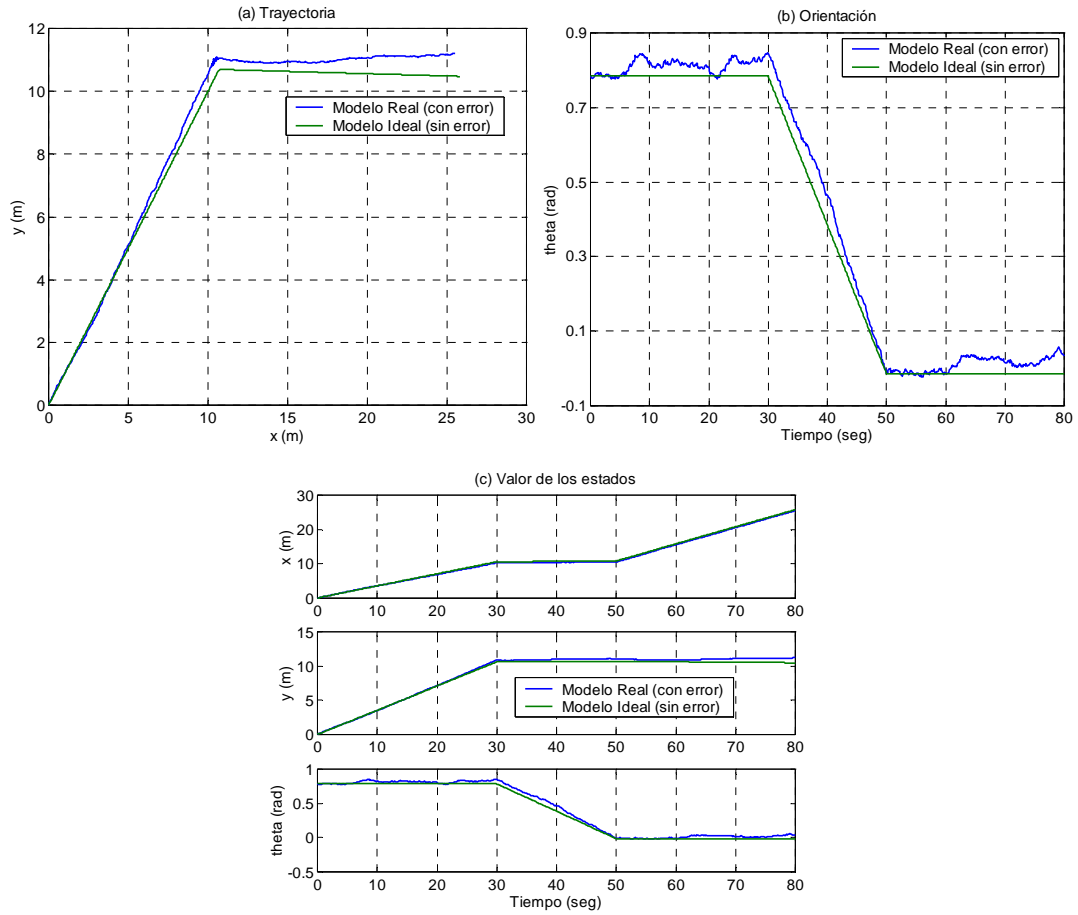 (a) Trayectoria
12
10
8
6
4
2
0
y (m)
0 5 10 15 20 25 30
x (m)
Modelo Real (con error)
Modelo Ideal (sin error)
(b) Orientación
0.9
0.7
0.5
0.3
0.1
-0.1
theta (rad)
0 10 20 30 40 50 60 70 80
Tiempo (seg)
Modelo Real (con error)
Modelo Ideal (sin error)
(c) Valor de los estados
30
20
10
0
x (m)
0 10 20 30 40 50 60 70 80
15
10
5
0
y (m)
Modelo Real (con error)
Modelo Ideal (sin error)
0 10 20 30 40 50 60 70 80
1
0.5
0
-0.5
theta (rad)
0 10 20 30 40 50 60 70 80
Tiempo (seg)